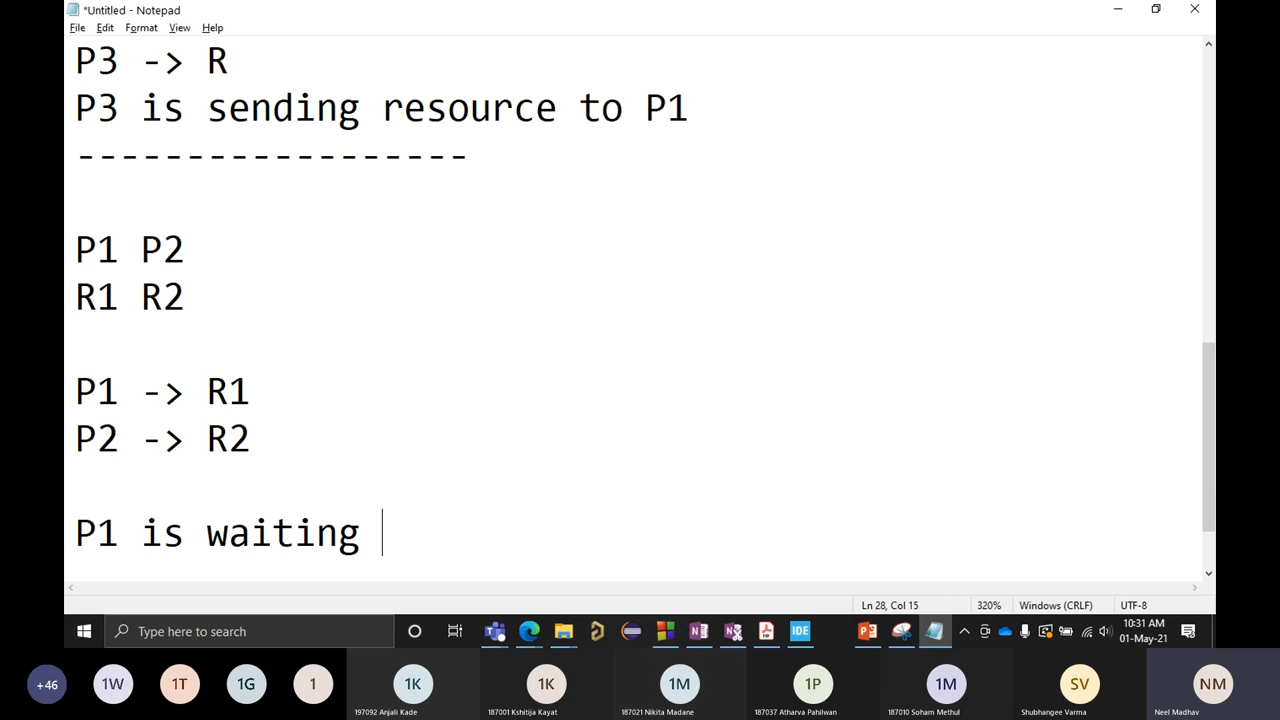 *Untitled - Notepad
File Edit Format View Help
P3 -> R
P3 is sending resource to P1
------------------
P1 P2
R1 R2
P1 -> R1
P2 -> R2
P1 is waiting
Ln 28, Col 15 320% Windows (CRLF) UTF-8
Type here to search
IDE
10:31 AM
01-May-21
+46 1W 1T 1G 1 1K 1K 1M 1P 1M SV NM
197092 Anjali Kade 187001 Kshitija Kayat 187021 Nikita Madane 187037 Atharva Pahilwan 187010 Soham Methul Shubhangee Varma Neel Madhav